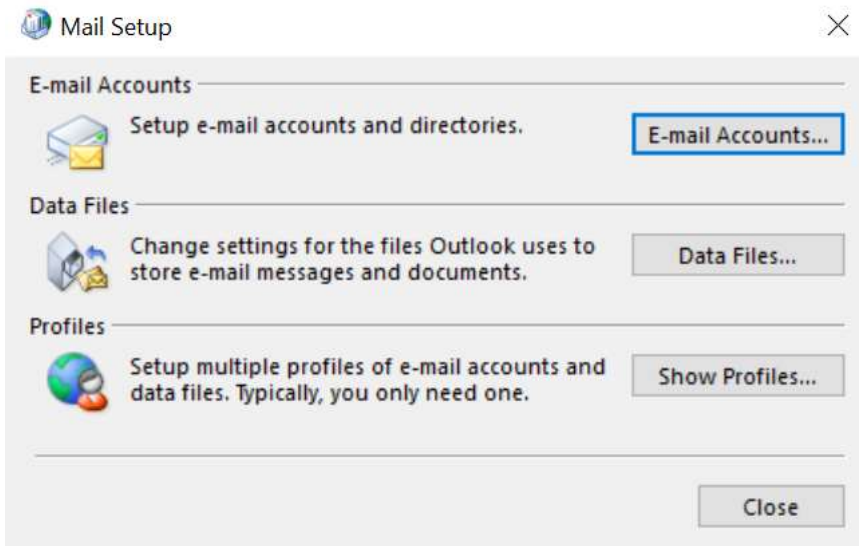 Mail Setup
E-mail Accounts
Setup e-mail accounts and directories.
E-mail Accounts...
Data Files
Change settings for the files Outlook uses to
store e-mail messages and documents.
Data Files...
Profiles
Setup multiple profiles of e-mail accounts and
data files. Typically, you only need one.
Show Profiles...
Close